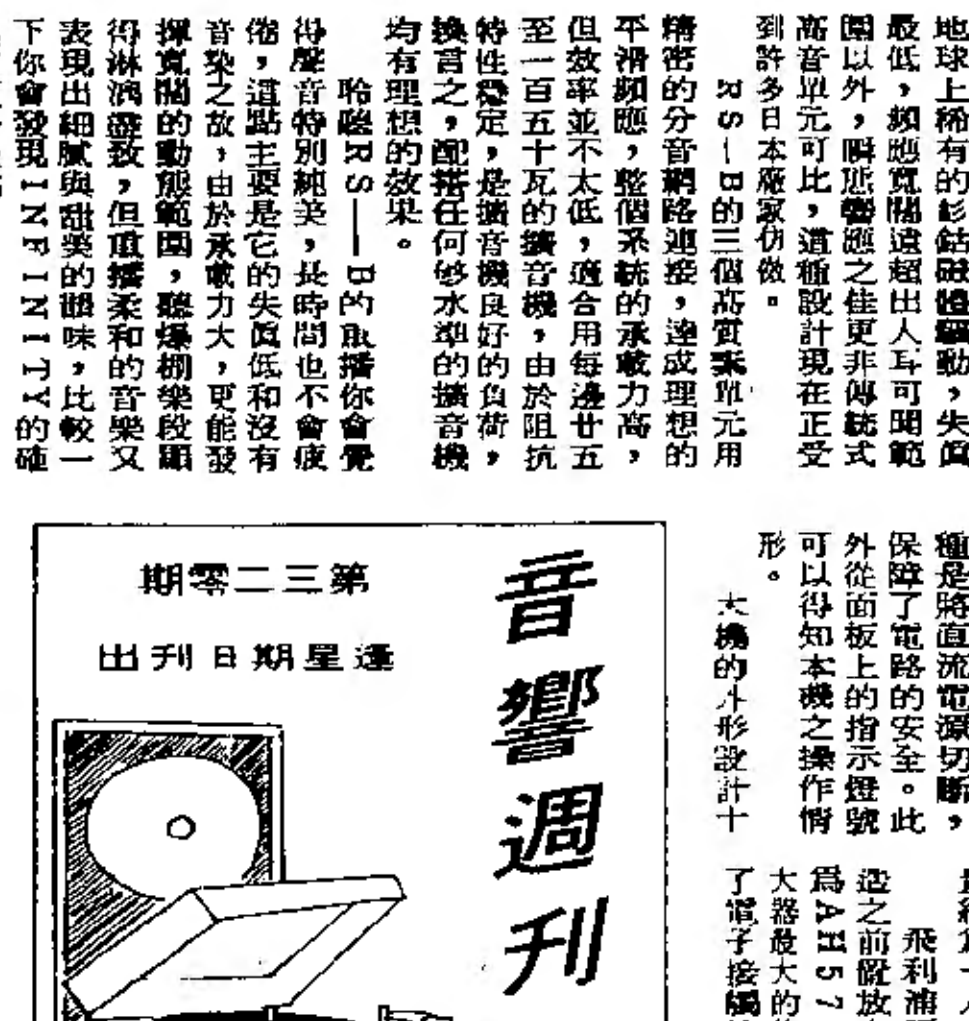 地球上稀有的彭鈷磁體驅動，失眞
最低，頻應寬闊遠超出人耳可聞範
圍以外，瞬態響應之佳更非傳統式
高音單元可比，這種設計現在正受
到許多日本廠家仿做。
RS－B的三個高質素單元用
精密的分音網路連接，達成理想的
平滑頻應，整個系統的承載力高，
但效率並不太低，適合用每邊廿五
至一百五十瓦的擴音機，由於阻抗
特性穩定，是擴音機良好的負荷，
換言之，配搭任何够水準的擴音機
均有理想的效果。
聆聽RS——B的重播你會覺
得聲音特別純美，長時間也不會疲
倦，這點主要是它的失眞低和沒有
音染之故，由於承載力大，更能發
揮寬闊的動態範圍，聽爆棚樂段顯
得淋漓盡致，但重播柔和的音樂又
表現出細膩與甜美的韻味，比較一
下你會發現INFINITY的確
種是將直流電源切斷，
保障了電路的安全。此
外從面板上的指示燈號
可以得知本機之操作情
形。
本機的外形設計十
飛利浦
造之前置放
爲AH57
大器最大的
了電子接觸
音響週刊
第三二零期
逢星期日刊出